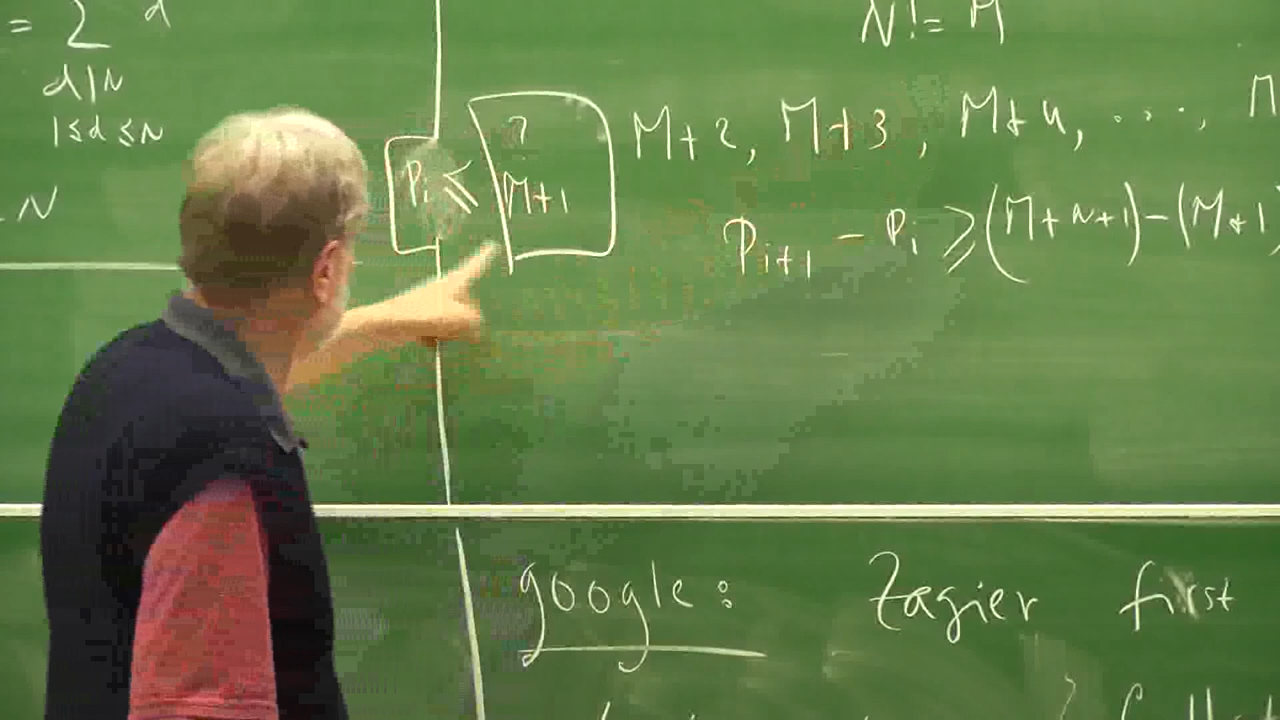 = Σ d
d|N
1≤d≤N
N
N! = M
?
P_i ≤ M+1
M+2, M+3, M+4, ...,
P_{i+1} - P_i ≥ (M+N+1) - (M+1)
google: Zagier first